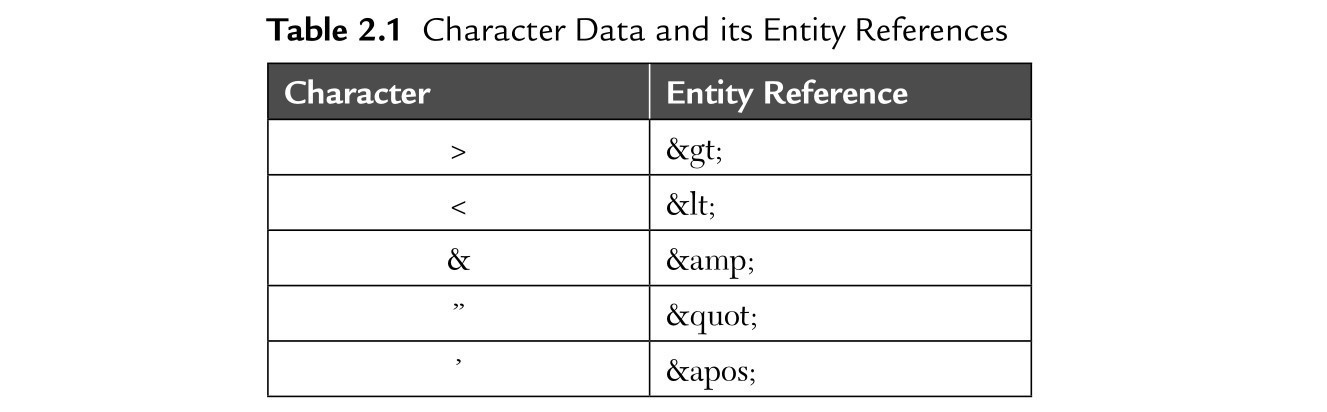 Table 2.1 Character Data and its Entity References
Character Entity Reference
> &gt;
< &lt;
& &amp;
” &quot;
’ &apos;